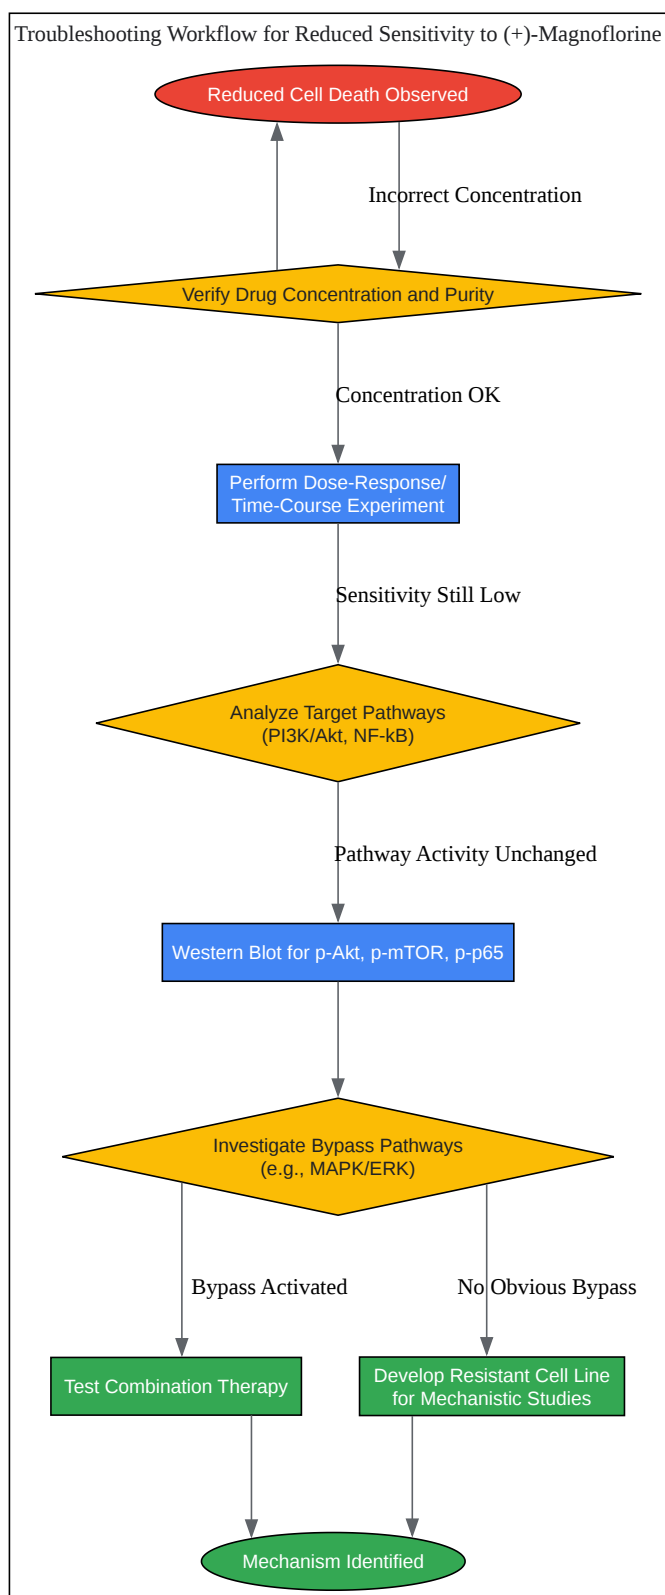 Troubleshooting Workflow for Reduced Sensitivity to (+)-Magnoflorine
Reduced Cell Death Observed
Incorrect Concentration
Verify Drug Concentration and Purity
Concentration OK
Perform Dose-Response/
Time-Course Experiment
Sensitivity Still Low
Analyze Target Pathways
(PI3K/Akt, NF-kB)
Pathway Activity Unchanged
Western Blot for p-Akt, p-mTOR, p-p65
Investigate Bypass Pathways
(e.g., MAPK/ERK)
Bypass Activated
No Obvious Bypass
Test Combination Therapy
Develop Resistant Cell Line
for Mechanistic Studies
Mechanism Identified